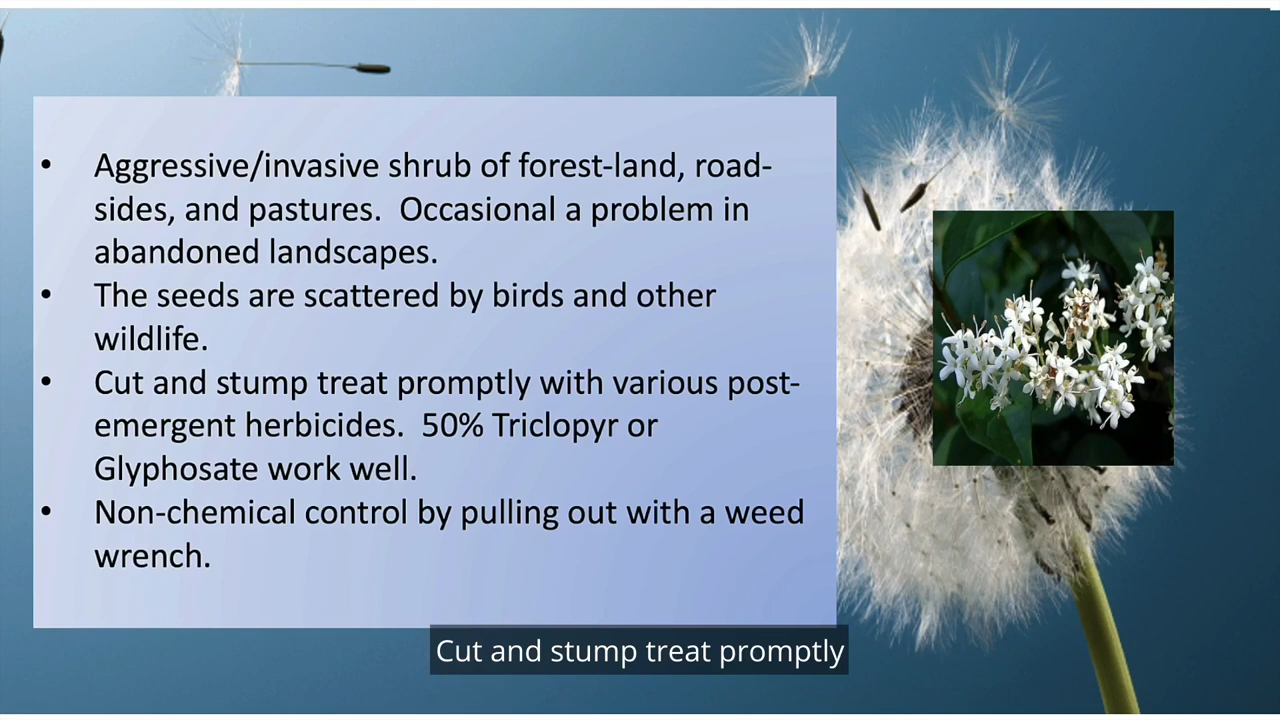 • Aggressive/invasive shrub of forest-land, road-
sides, and pastures.  Occasional a problem in
abandoned landscapes.
• The seeds are scattered by birds and other
wildlife.
• Cut and stump treat promptly with various post-
emergent herbicides.  50% Triclopyr or
Glyphosate work well.
• Non-chemical control by pulling out with a weed
wrench.
Cut and stump treat promptly